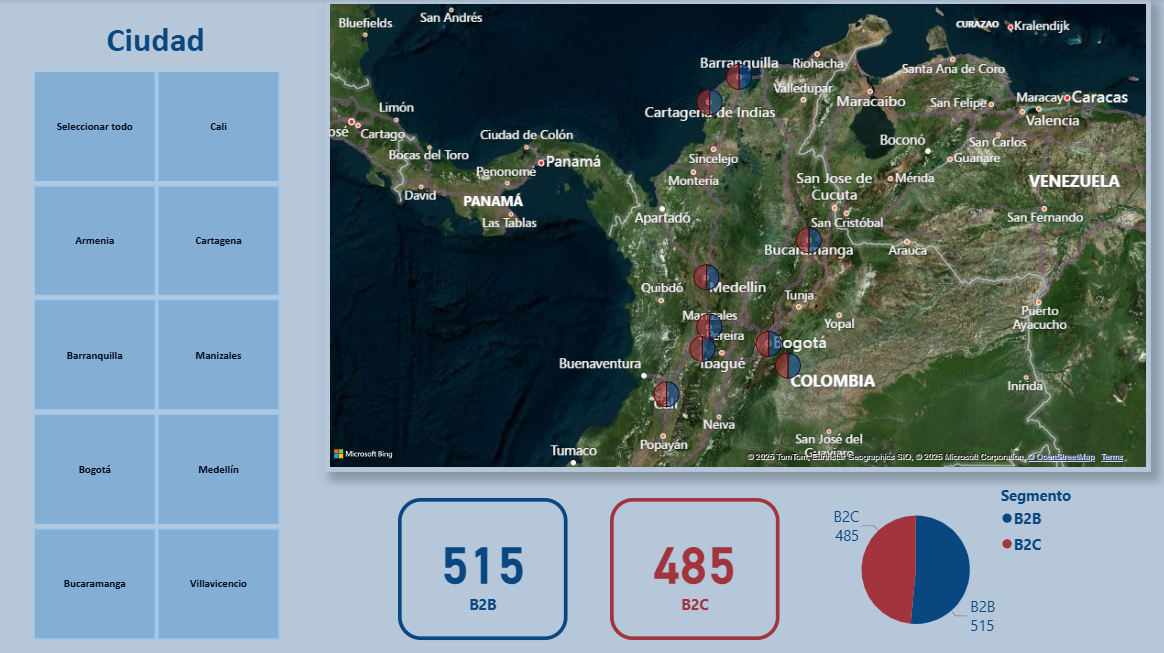 Ciudad
Seleccionar todo
Cali
Armenia
Cartagena
Barranquilla
Manizales
Bogotá
Medellín
Bucaramanga
Villavicencio
Bluefields
San Andrés
CURAZAO
Kralendijk
Barranquilla
Riohacha
Santa Ana de Coro
Valledupar
Maracaibo
San Felipe
Maracay
Caracas
Limón
Cartagena de Indias
Valencia
osé
Cartago
Ciudad de Colón
Boconó
San Carlos
Bocas del Toro
Panamá
Sincelejo
Guanare
Penonomé
Montería
San Jose de
Cucuta
Mérida
VENEZUELA
David
PANAMÁ
Las Tablas
Apartadó
San Cristóbal
San Fernando
Bucaramanga
Arauca
Quibdó
Medellín
Tunja
Puerto
Ayacucho
Manizales
Pereira
Yopal
Bogotá
Buenaventura
Ibagué
COLOMBIA
Inírida
Cali
Neiva
Popayán
San José del
Guaviare
Tumaco
Microsoft Bing
© 2025 TomTom, Earthstar Geographics SIO, © 2025 Microsoft Corporation, © OpenStreetMap Terms
515
B2B
485
B2C
B2C
485
B2B
515
Segmento
B2B
B2C